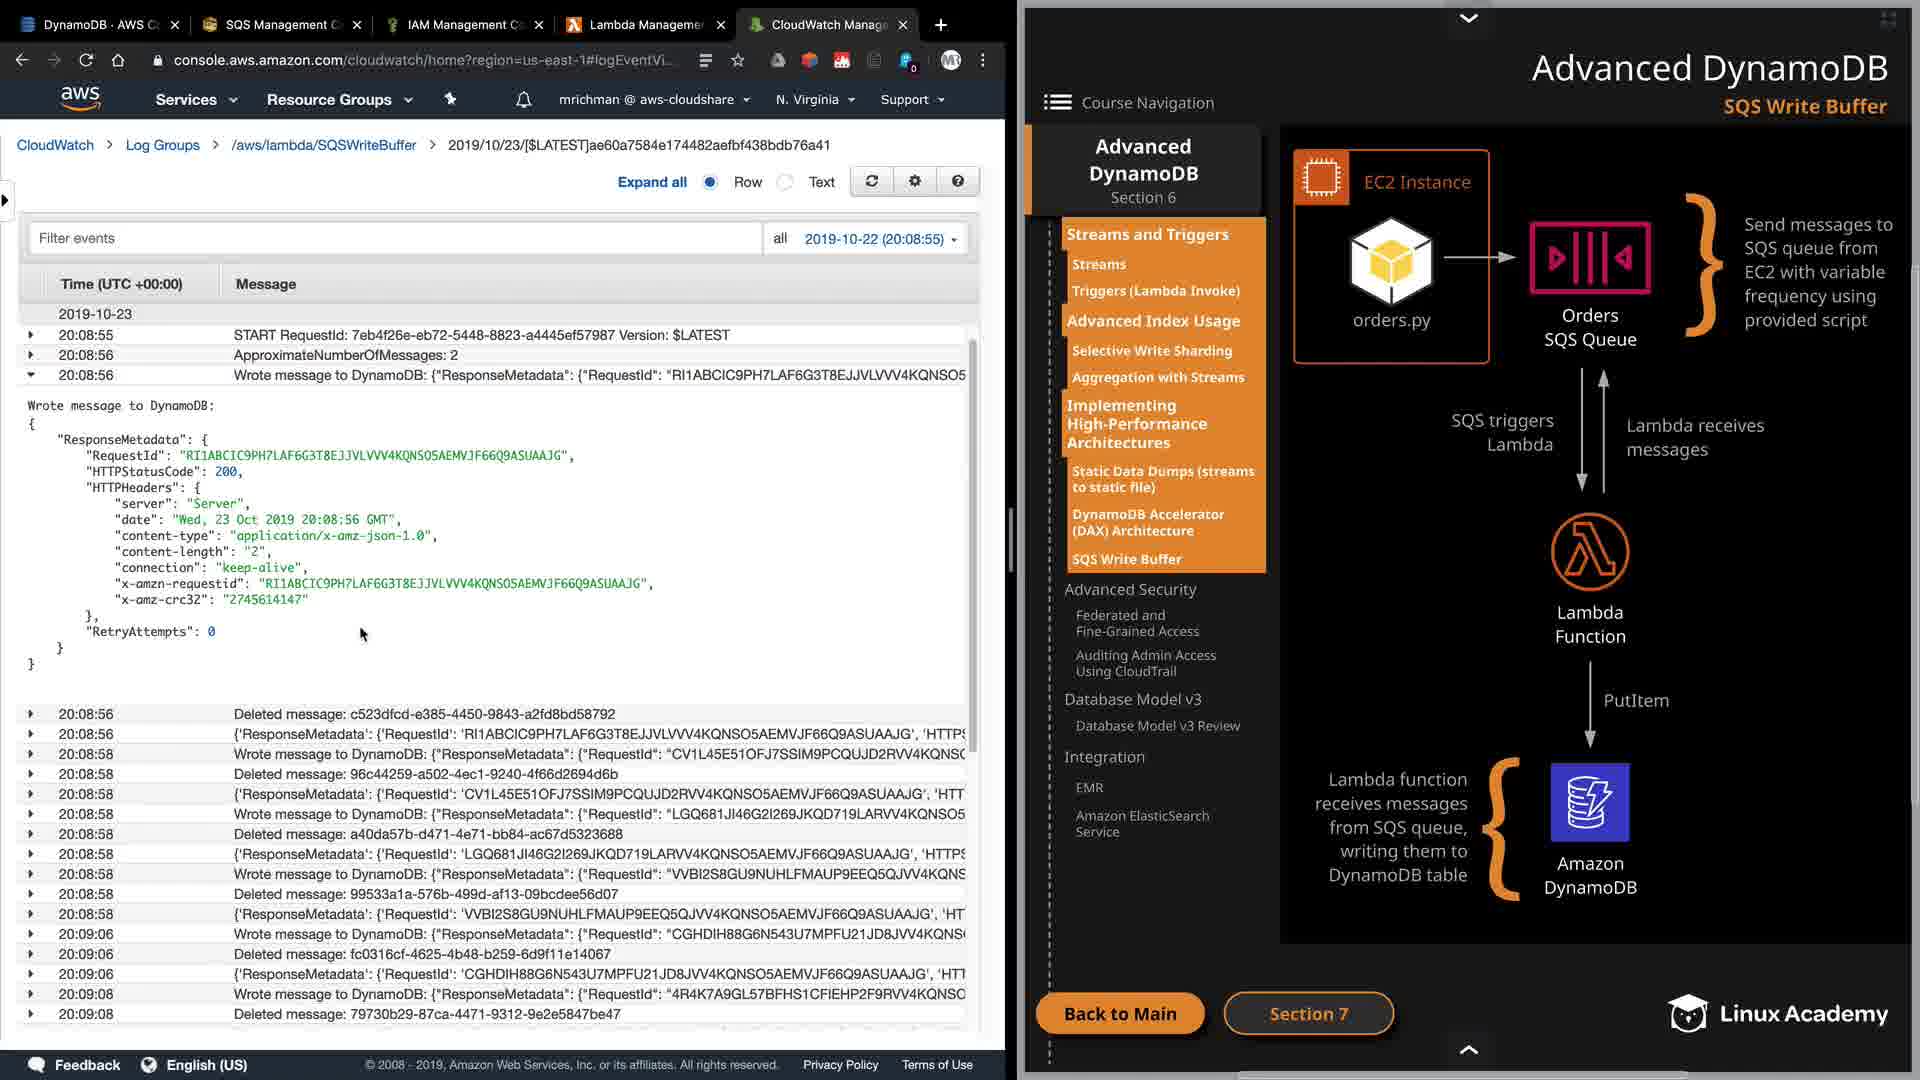 DynamoDB · AWS C
SQS Management C
IAM Management C
Lambda Manageme
CloudWatch Manag
console.aws.amazon.com/cloudwatch/home?region=us-east-1#logEventVi...
aws
Services
Resource Groups
mrichman @ aws-cloudshare
N. Virginia
Support
CloudWatch
Log Groups
/aws/lambda/SQSWriteBuffer
2019/10/23/[$LATEST]ae60a7584e174482aefbf438bdb76a41
Expand all
Row
Text
Filter events
all
2019-10-22 (20:08:55)
Time (UTC +00:00)
Message
2019-10-23
20:08:55 START RequestId: 7eb4f26e-eb72-5448-8823-a4445ef57987 Version: $LATEST
20:08:56 ApproximateNumberOfMessages: 2
20:08:56 Wrote message to DynamoDB: {"ResponseMetadata": {"RequestId": "RI1ABCIC9PH7LAF6G3T8EJJVLVVV4KQNSO5
Wrote message to DynamoDB:
{
"ResponseMetadata": {
"RequestId": "RI1ABCIC9PH7LAF6G3T8EJJVLVVV4KQNSO5AEMVJF66Q9ASUAAJG",
"HTTPStatusCode": 200,
"HTTPHeaders": {
"server": "Server",
"date": "Wed, 23 Oct 2019 20:08:56 GMT",
"content-type": "application/x-amz-json-1.0",
"content-length": "2",
"connection": "keep-alive",
"x-amzn-requestid": "RI1ABCIC9PH7LAF6G3T8EJJVLVVV4KQNSO5AEMVJF66Q9ASUAAJG",
"x-amz-crc32": "2745614147"
},
"RetryAttempts": 0
}
}
20:08:56 Deleted message: c523dfcd-e385-4450-9843-a2fd8bd58792
20:08:56 {'ResponseMetadata': {'RequestId': 'RI1ABCIC9PH7LAF6G3T8EJJVLVVV4KQNSO5AEMVJF66Q9ASUAAJG', 'HTTPS
20:08:58 Wrote message to DynamoDB: {"ResponseMetadata": {"RequestId": "CV1L45E51OFJ7SSIM9PCQUJD2RVV4KQNSO
20:08:58 Deleted message: 96c44259-a502-4ec1-9240-4f66d2694d6b
20:08:58 {'ResponseMetadata': {'RequestId': 'CV1L45E51OFJ7SSIM9PCQUJD2RVV4KQNSO5AEMVJF66Q9ASUAAJG', 'HTT
20:08:58 Wrote message to DynamoDB: {"ResponseMetadata": {"RequestId": "LGQ681JI46G2I269JKQD719LARVV4KQNSO5
20:08:58 Deleted message: a40da57b-d471-4e71-bb84-ac67d5323688
20:08:58 {'ResponseMetadata': {'RequestId': 'LGQ681JI46G2I269JKQD719LARVV4KQNSO5AEMVJF66Q9ASUAAJG', 'HTTPS
20:08:58 Wrote message to DynamoDB: {"ResponseMetadata": {"RequestId": "VVBI2S8GU9NUHLFMAUP9EEQ5QJVV4KQNS
20:08:58 Deleted message: 99533a1a-576b-499d-af13-09bcdee56d07
20:08:58 {'ResponseMetadata': {'RequestId': 'VVBI2S8GU9NUHLFMAUP9EEQ5QJVV4KQNSO5AEMVJF66Q9ASUAAJG', 'HT
20:09:06 Wrote message to DynamoDB: {"ResponseMetadata": {"RequestId": "CGHDIH88G6N543U7MPFU21JD8JVV4KQNS
20:09:06 Deleted message: fc0316cf-4625-4b48-b259-6d9f11e14067
20:09:06 {'ResponseMetadata': {'RequestId': 'CGHDIH88G6N543U7MPFU21JD8JVV4KQNSO5AEMVJF66Q9ASUAAJG', 'HTT
20:09:08 Wrote message to DynamoDB: {"ResponseMetadata": {"RequestId": "4R4K7A9GL57BFHS1CFIEHP2F9RVV4KQNSO
20:09:08 Deleted message: 79730b29-87ca-4471-9312-9e2e5847be47
Feedback
English (US)
© 2008 - 2019, Amazon Web Services, Inc. or its affiliates. All rights reserved.
Privacy Policy
Terms of Use
Advanced DynamoDB
SQS Write Buffer
Course Navigation
Advanced
DynamoDB
Section 6
Streams and Triggers
Streams
Triggers (Lambda Invoke)
Advanced Index Usage
Selective Write Sharding
Aggregation with Streams
Implementing
High-Performance
Architectures
Static Data Dumps (streams
to static file)
DynamoDB Accelerator
(DAX) Architecture
SQS Write Buffer
Advanced Security
Federated and
Fine-Grained Access
Auditing Admin Access
Using CloudTrail
Database Model v3
Database Model v3 Review
Integration
EMR
Amazon ElasticSearch
Service
EC2 Instance
orders.py
Orders
SQS Queue
Send messages to
SQS queue from
EC2 with variable
frequency using
provided script
SQS triggers
Lambda
Lambda receives
messages
Lambda
Function
PutItem
Lambda function
receives messages
from SQS queue,
writing them to
DynamoDB table
Amazon
DynamoDB
Back to Main
Section 7
Linux Academy